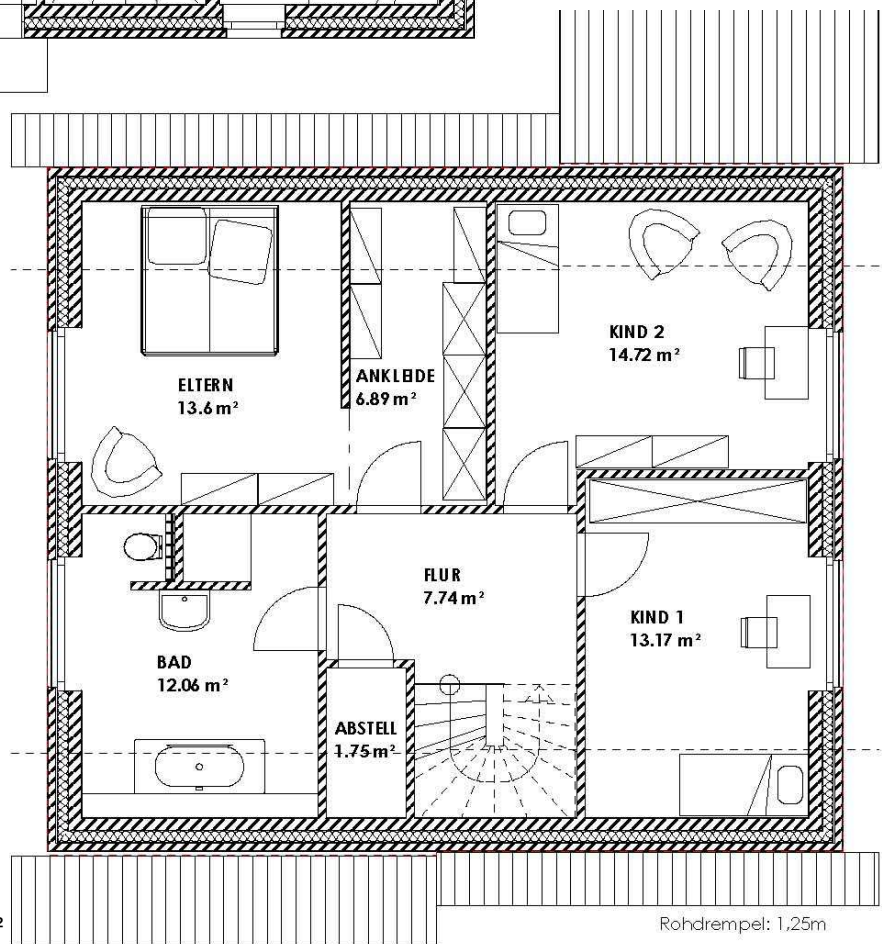 KIND 2
14.72 m²
ELTERN
13.6 m²
ANKLEIDE
6.89 m²
FLUR
7.74 m²
KIND 1
13.17 m²
BAD
12.06 m²
ABSTELL
1.75 m²
2
Rohdrempel: 1,25m